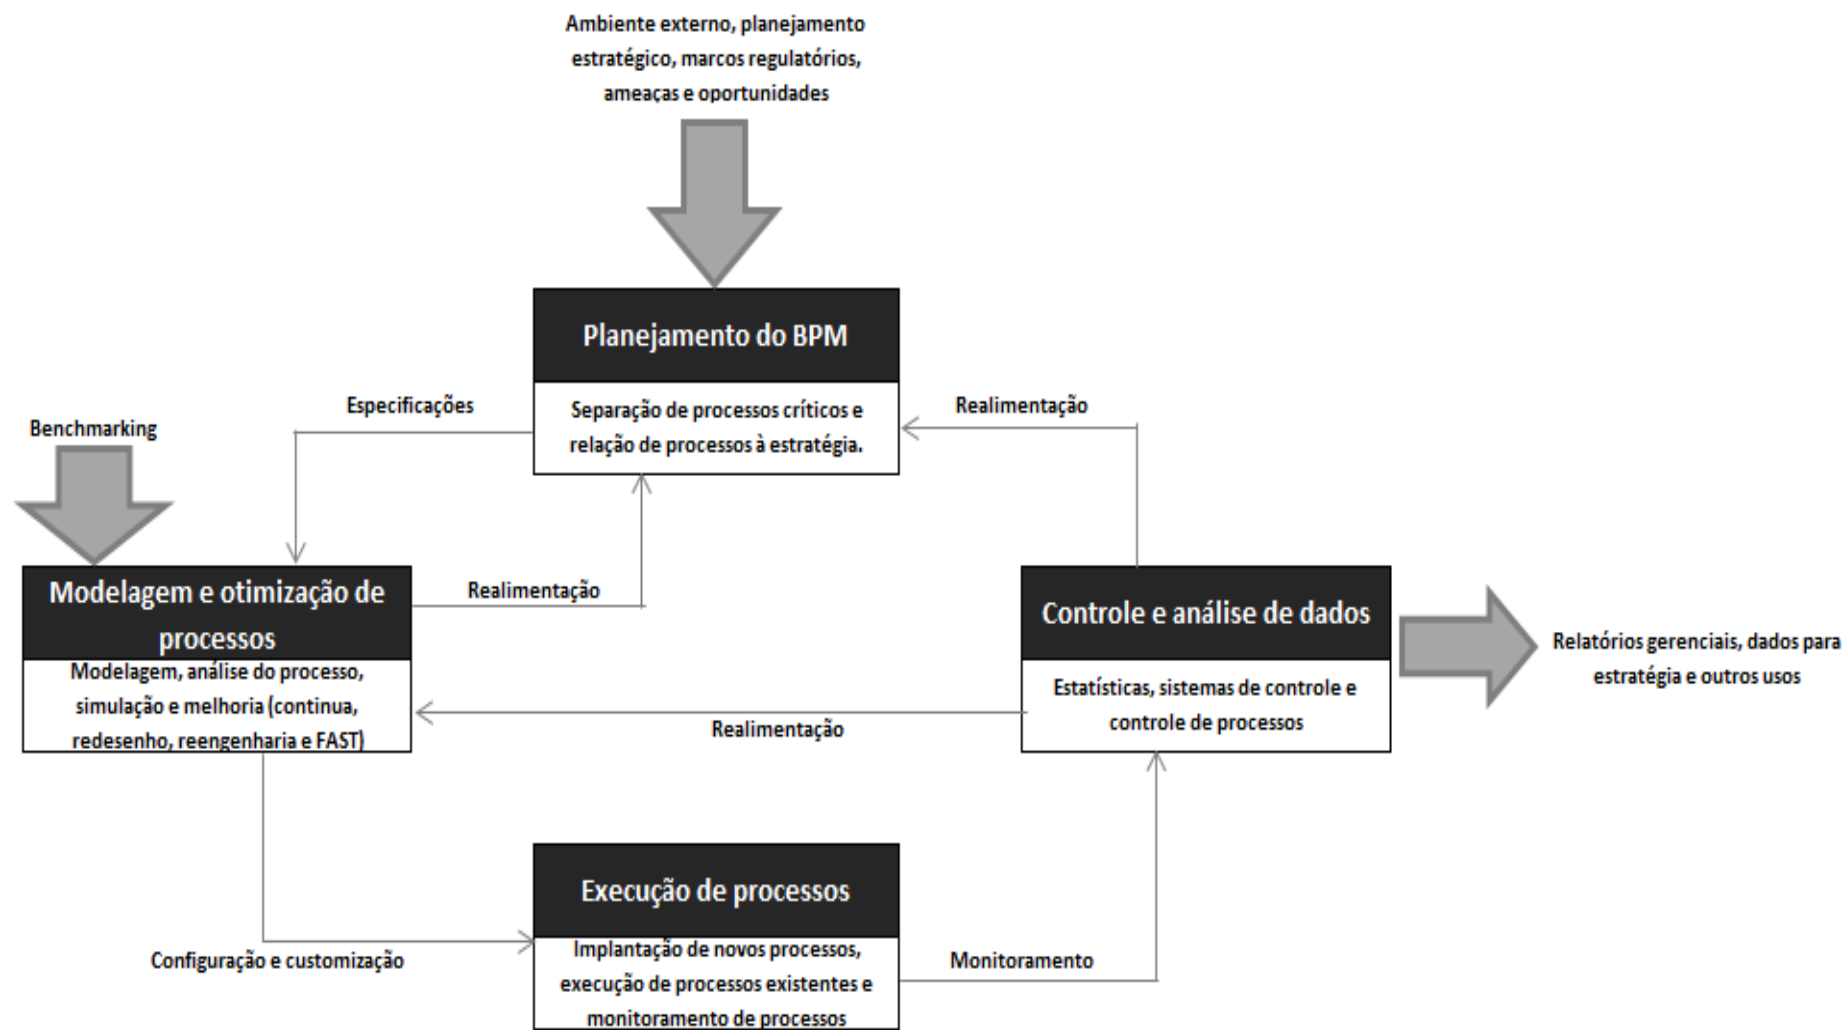 Ambiente externo, planejamento
estratégico, marcos regulatórios,
ameaças e oportunidades
Planejamento do BPM
Separação de processos críticos e
relação de processos à estratégia.
Especificações
Realimentação
Benchmarking
Modelagem e otimização de
processos
Modelagem, análise do processo,
simulação e melhoria (continua,
redesenho, reengenharia e FAST)
Realimentação
Controle e análise de dados
Estatísticas, sistemas de controle e
controle de processos
Relatórios gerenciais, dados para
estratégia e outros usos
Realimentação
Execução de processos
Implantação de novos processos,
execução de processos existentes e
monitoramento de processos
Configuração e customização
Monitoramento